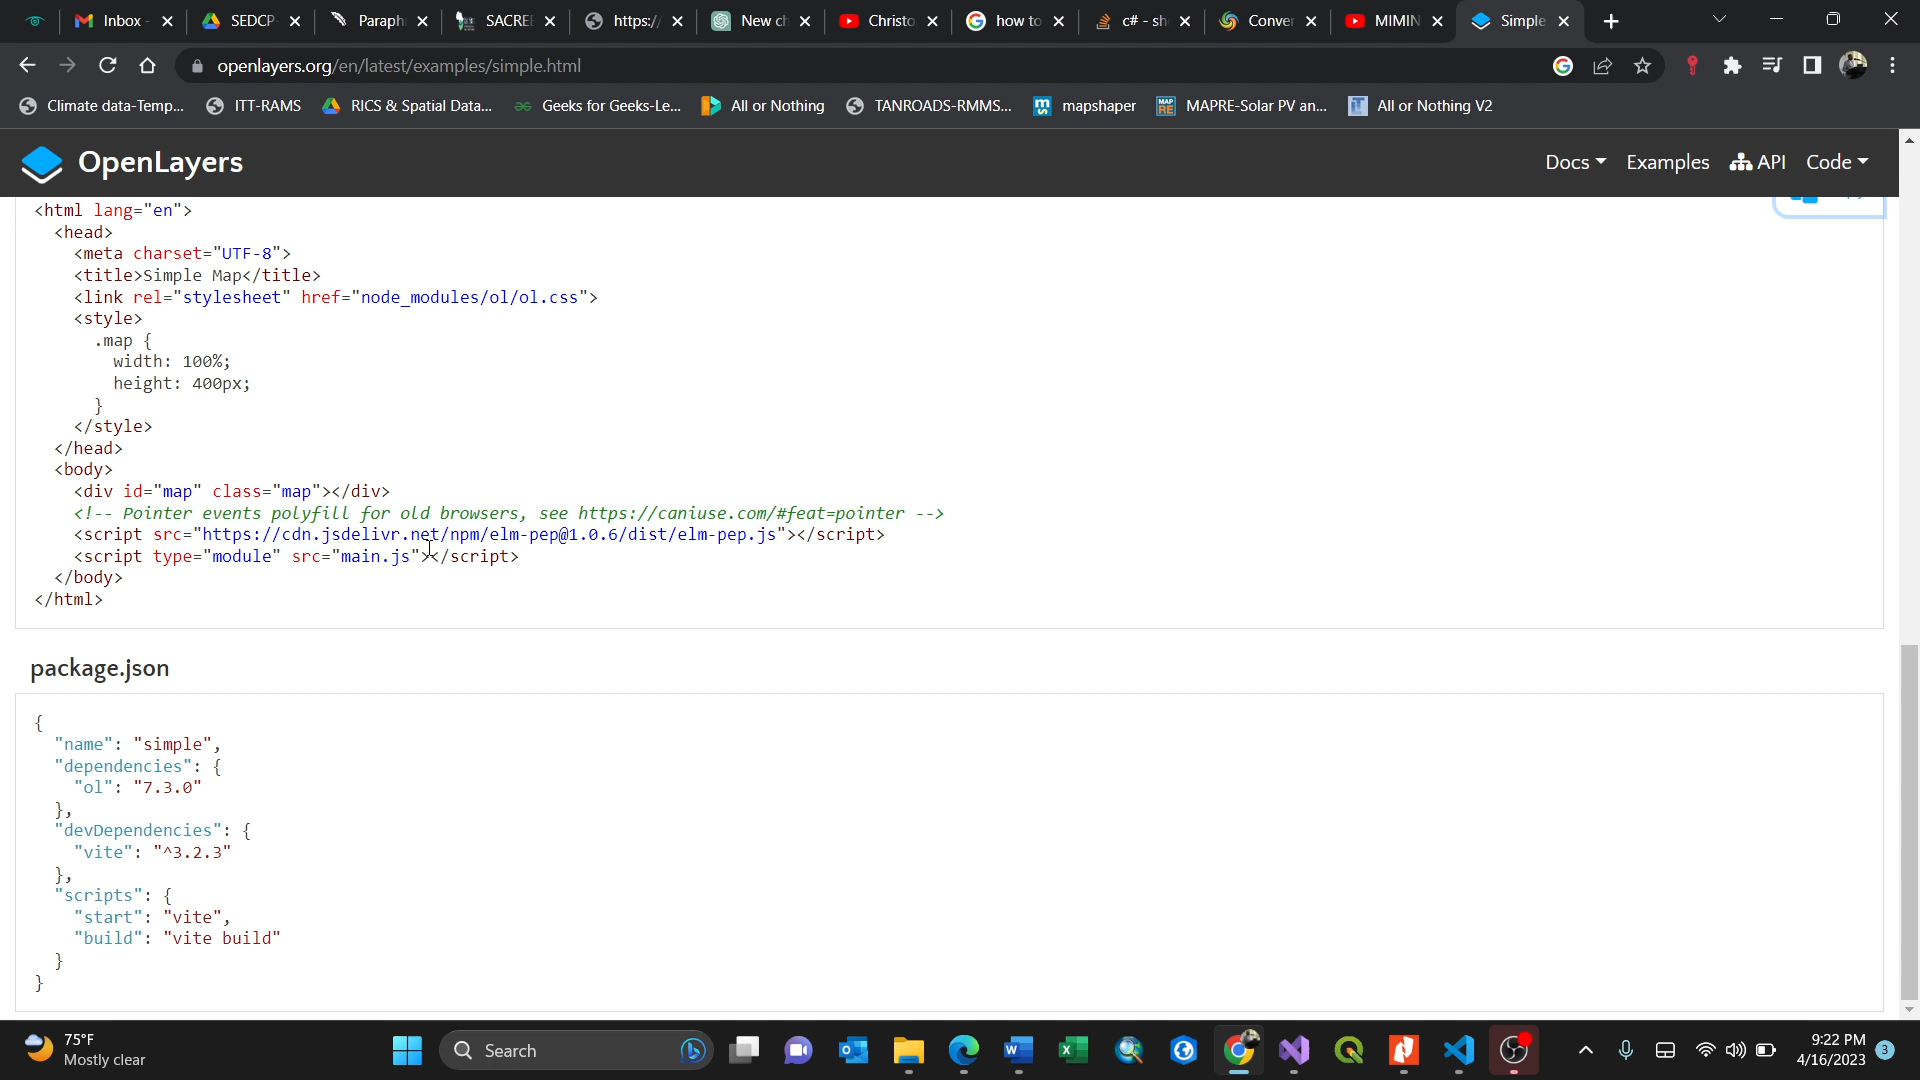 Inbox - SEDCP Paraph SACREE https:/ New ch Christo how to c# - sh Conver MIMIN Simple
openlayers.org/en/latest/examples/simple.html
Climate data-Temp... ITT-RAMS RICS & Spatial Data... Geeks for Geeks-Le... All or Nothing TANROADS-RMMS... mapshaper MAPRE-Solar PV an... All or Nothing V2
OpenLayers Docs Examples API Code
<html lang="en">
<head>
<meta charset="UTF-8">
<title>Simple Map</title>
<link rel="stylesheet" href="node_modules/ol/ol.css">
<style>
.map {
width: 100%;
height: 400px;
}
</style>
</head>
<body>
<div id="map" class="map"></div>
<!-- Pointer events polyfill for old browsers, see https://caniuse.com/#feat=pointer -->
<script src="https://cdn.jsdelivr.net/npm/elm-pep@1.0.6/dist/elm-pep.js"></script>
<script type="module" src="main.js"></script>
</body>
</html>
package.json
{
"name": "simple",
"dependencies": {
"ol": "7.3.0"
},
"devDependencies": {
"vite": "^3.2.3"
},
"scripts": {
"start": "vite",
"build": "vite build"
}
}
75°F
Mostly clear
Search
9:22 PM
4/16/2023 3